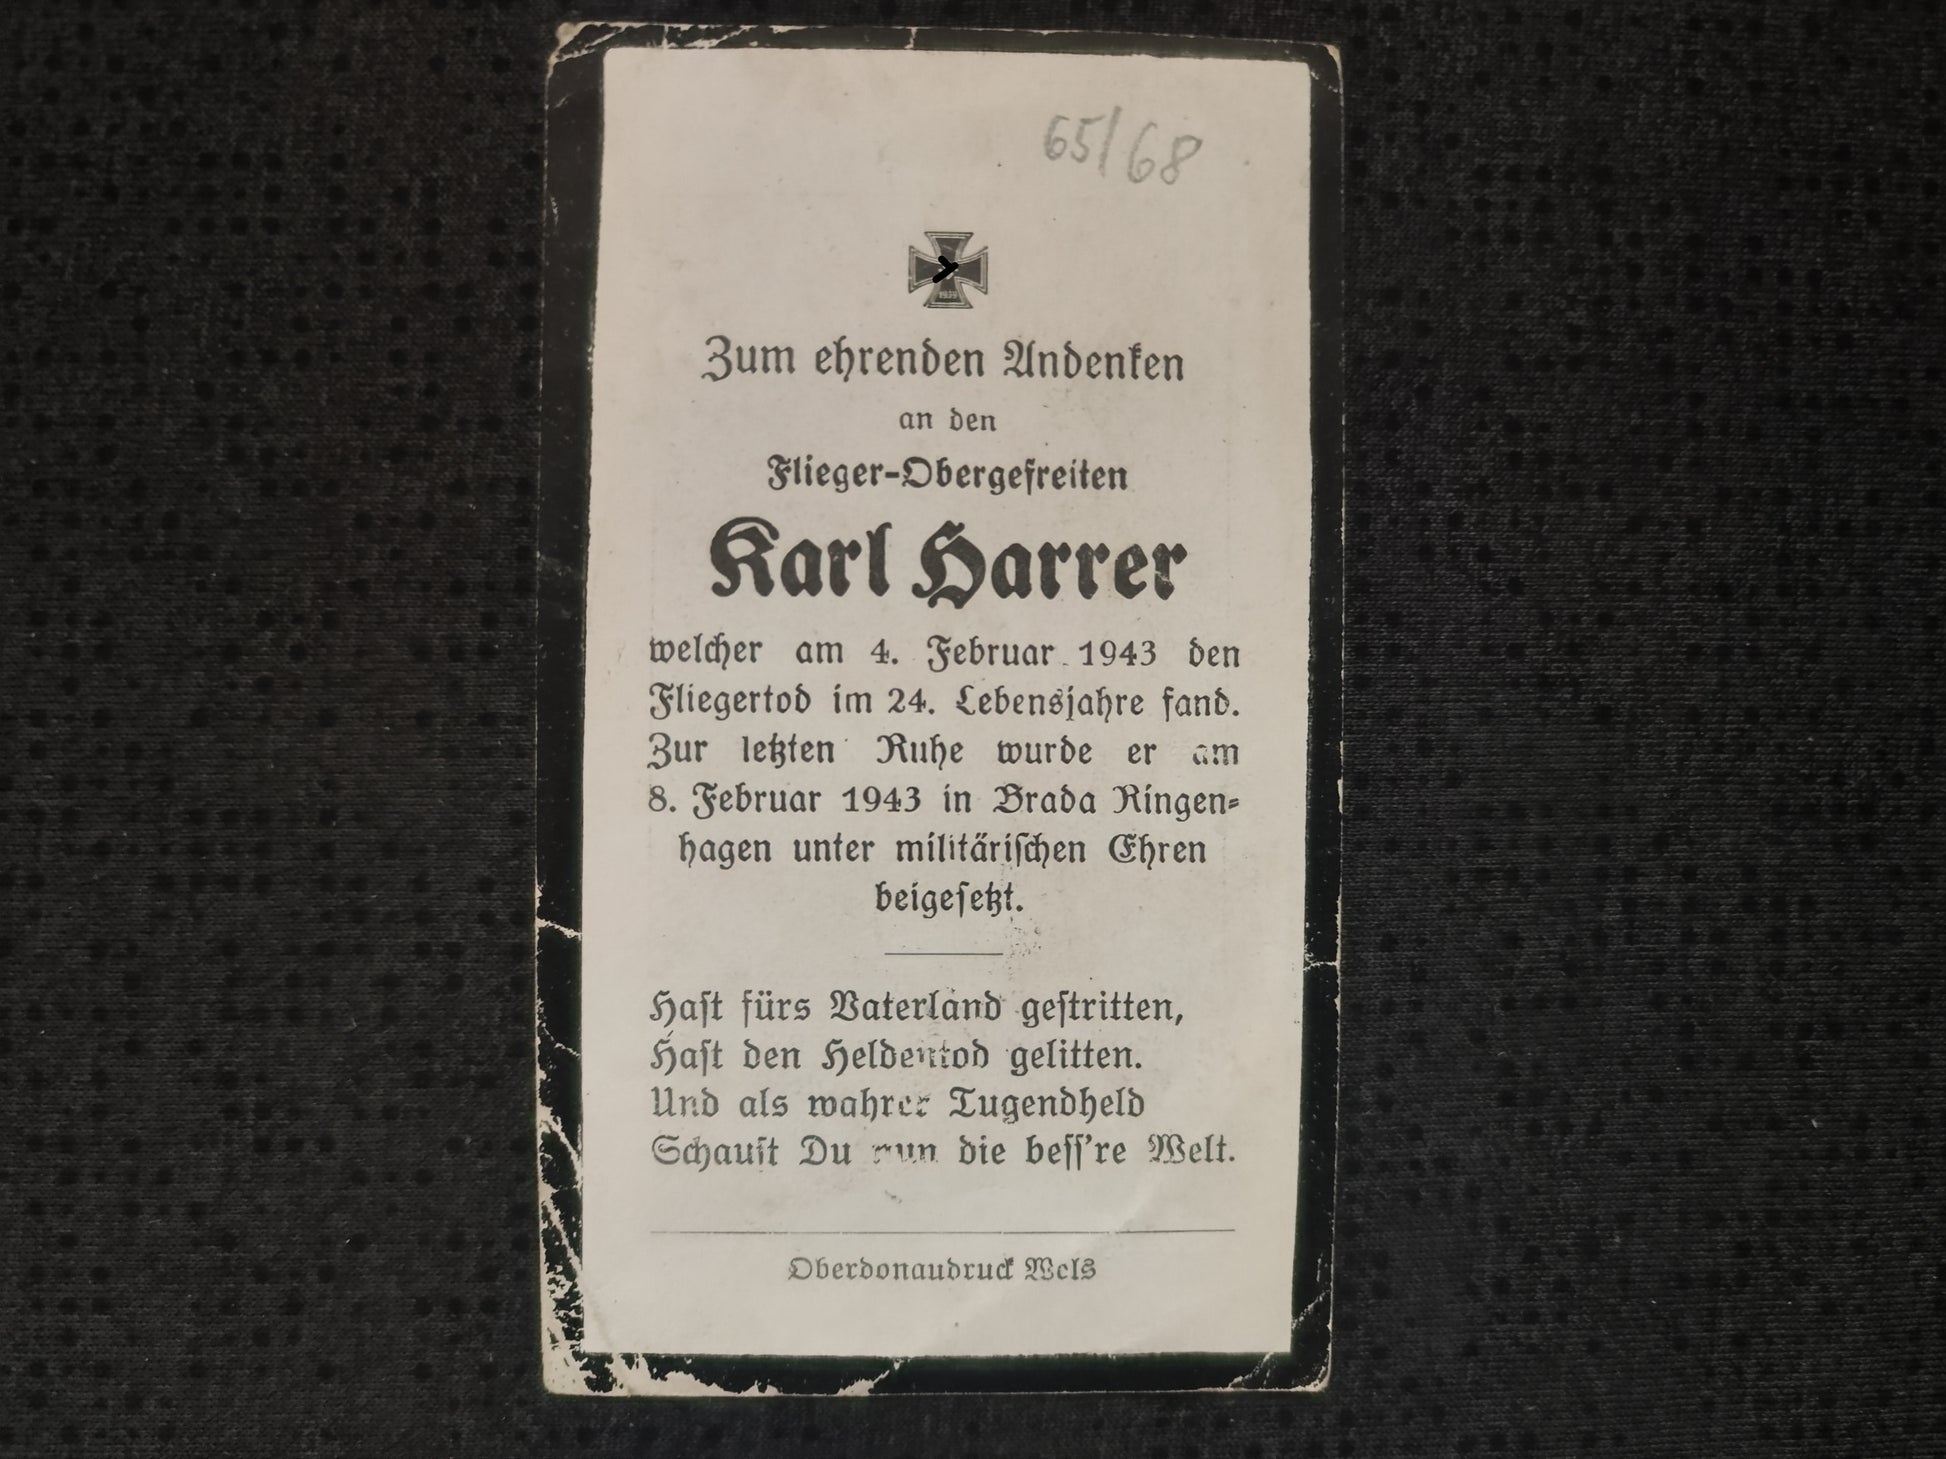 65/68
1939
Zum ehrenden Andenken
an den
Flieger-Obergefreiten
Karl Harrer
welcher am 4. Februar 1943 den
Fliegertod im 24. Lebensjahre fand.
Zur letzten Ruhe wurde er am
8. Februar 1943 in Brada Ringen-
hagen unter militärischen Ehren
beigesetzt.
Hast fürs Vaterland gestritten,
Hast den Heldentod gelitten.
Und als wahrer Tugendheld
Schaust Du nun die bess're Welt.
Oberdonaudruck Wels